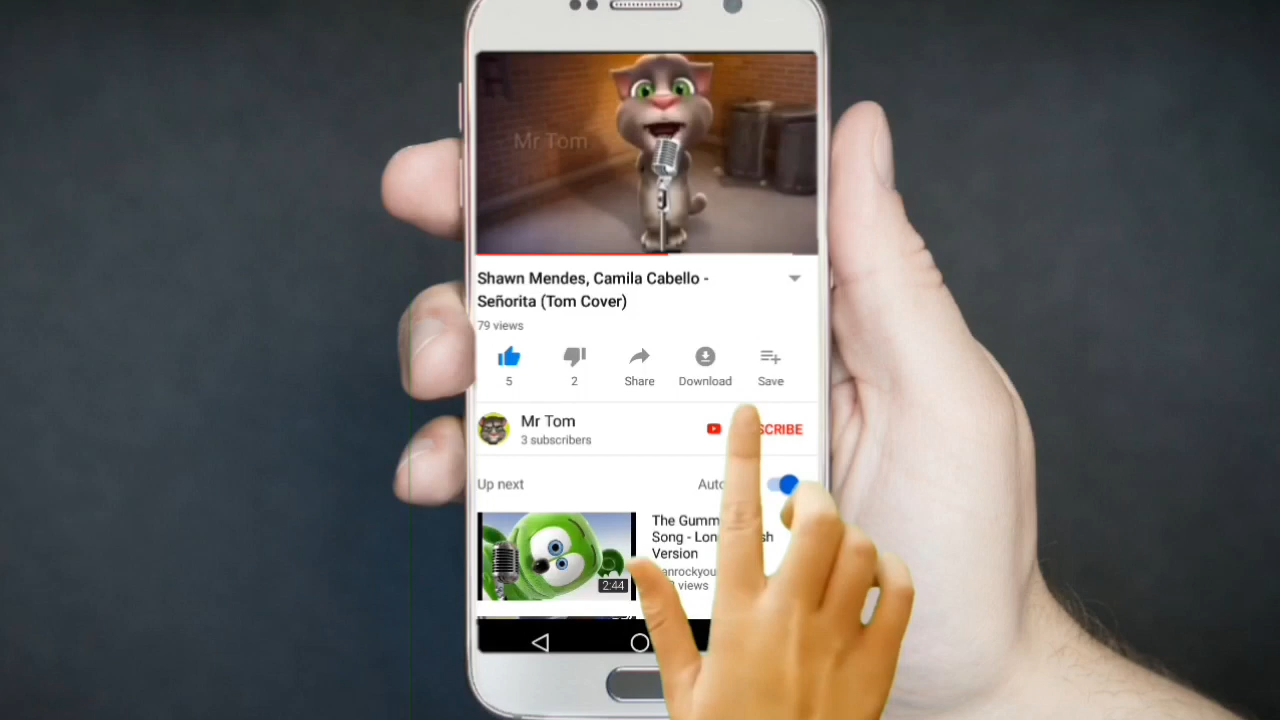 Mr Tom
Shawn Mendes, Camila Cabello -
Señorita (Tom Cover)
79 views
5
2
Share
Download
Save
Mr Tom
3 subscribers
SCRIBE
Up next
2:44
The Gumm
Song - Lon sh
Version
views